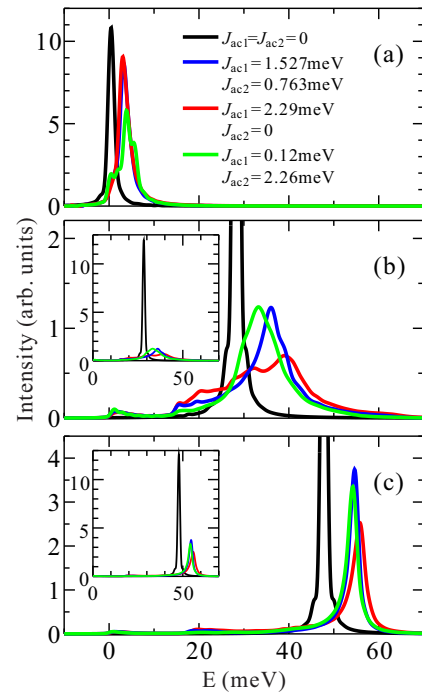 10
5
0
J_ac1=J_ac2=0
J_ac1=1.527meV
J_ac2=0.763meV
J_ac1=2.29meV
J_ac2=0
J_ac1=0.12meV
J_ac2=2.26meV
(a)
Intensity (arb. units)
2
1
0
10
5
0
0
50
(b)
4
3
2
1
0
10
5
0
0
50
(c)
0
20
40
60
E (meV)